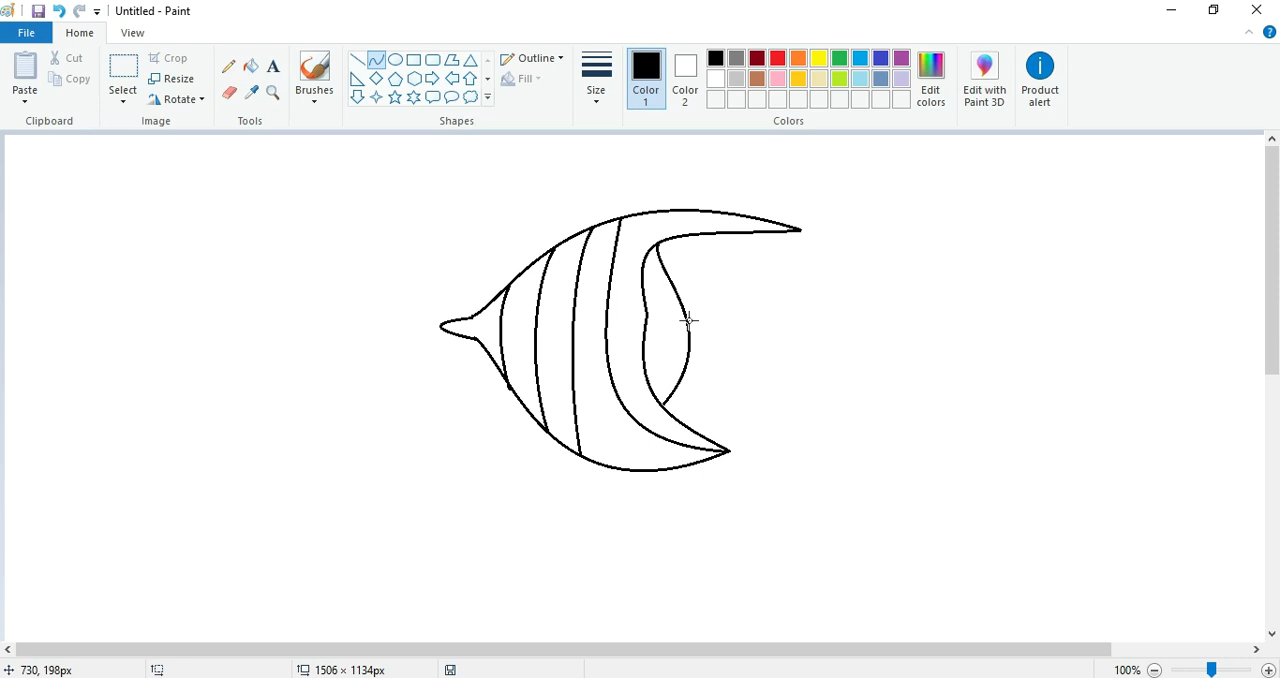 Untitled - Paint
File Home View
Paste
Cut
Copy
Clipboard
Select
Crop
Resize
Rotate
Image
A
Tools
Brushes
Outline
Fill
Shapes
Size
Color 1
Color 2
Edit colors
Colors
Edit with Paint 3D
Product alert
730, 198px
1506 × 1134px
100%